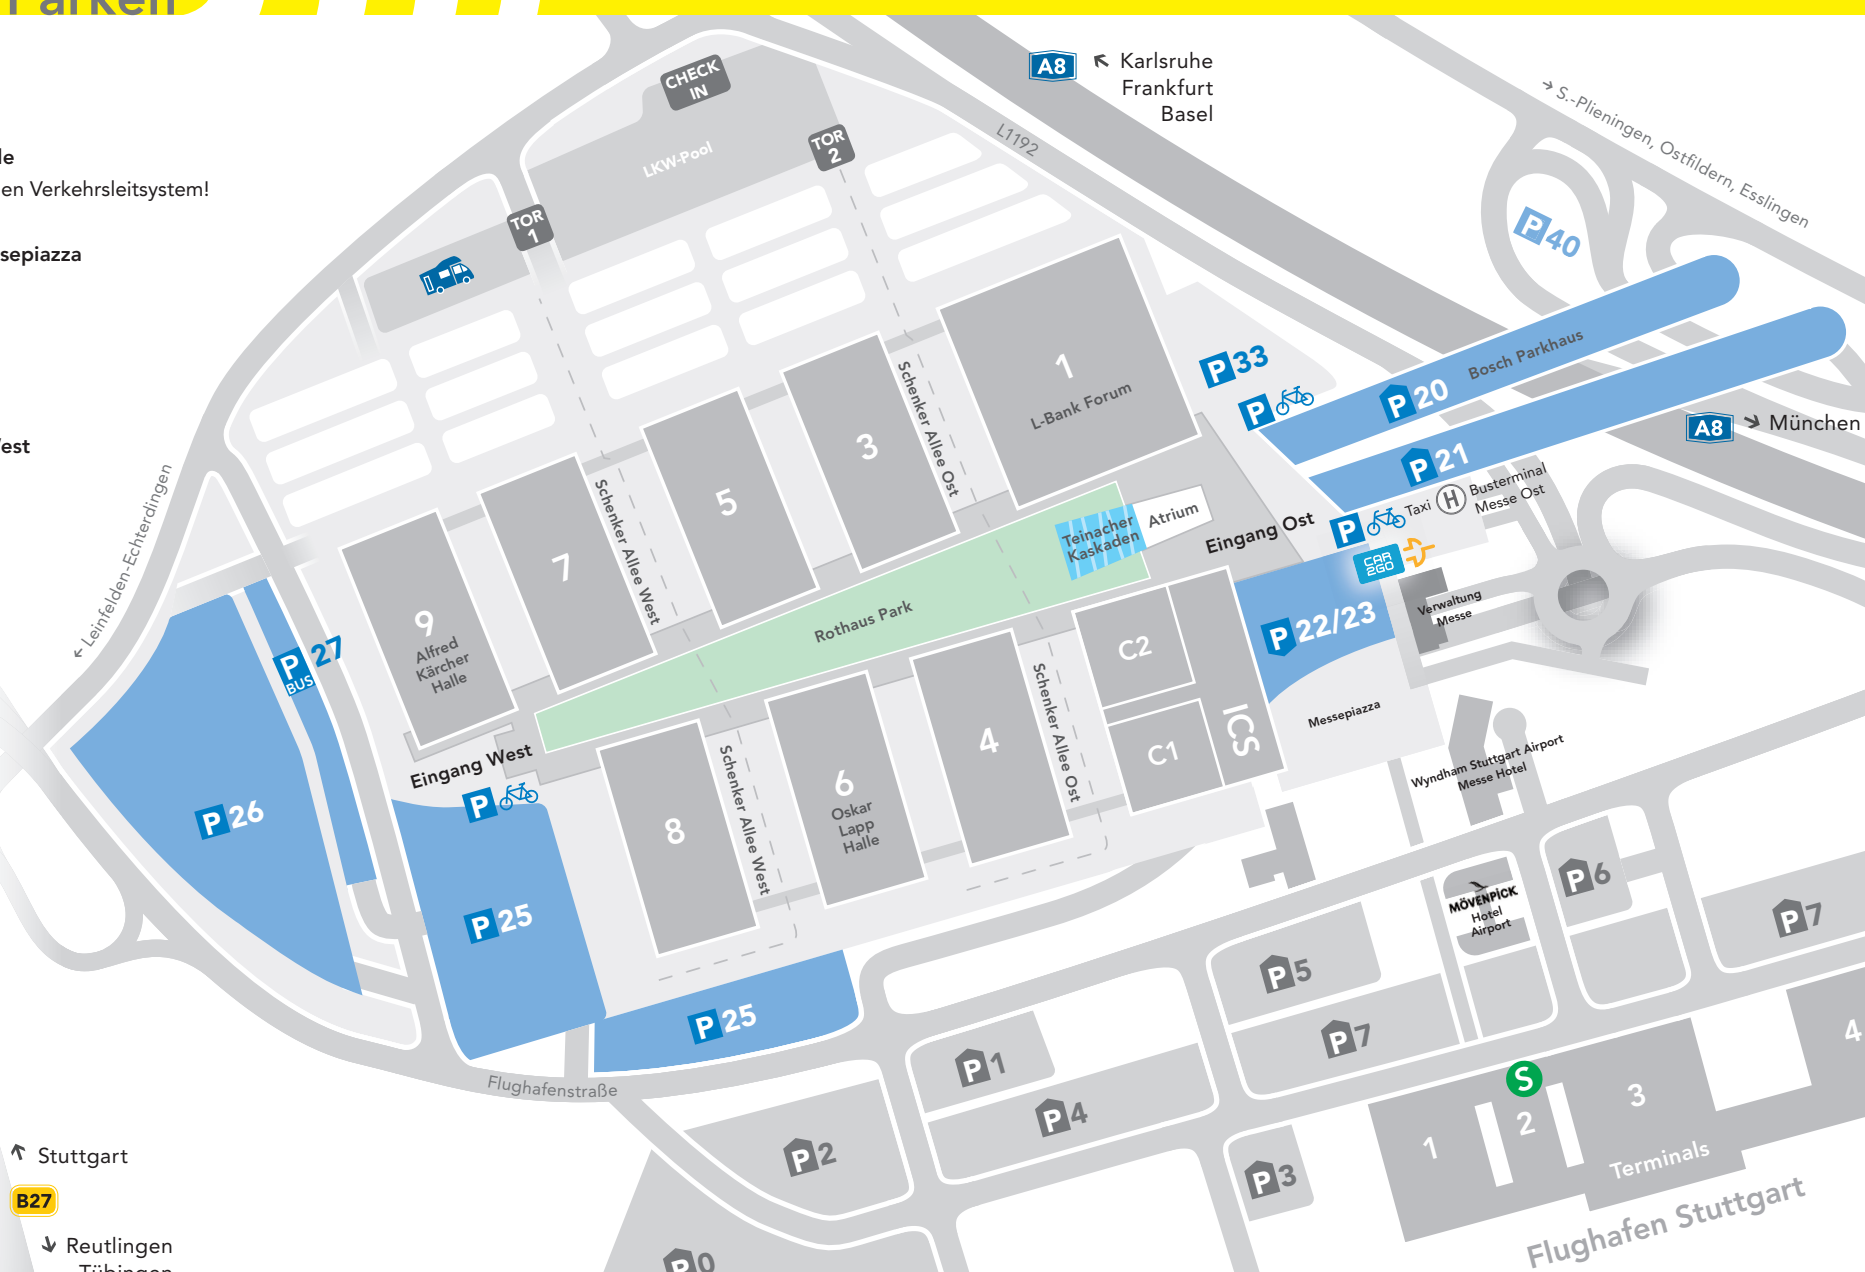 Parken
en Verkehrsleitsystem!
CHECK
IN
LKW-Pool
TOR
2
TOR
1
A8
Karlsruhe
Frankfurt
Basel
L1192
S.-Plieningen, Ostfildern, Esslingen
P40
P33
P
P20
Bosch Parkhaus
P21
A8
München
Taxi
H
Busterminal
Messe Ost
P
CAR
2GO
Leinfelden-Echterdingen
1
L-Bank Forum
3
5
7
9
Alfred
Kärcher
Halle
Schenker Allee Ost
Schenker Allee West
Teinacher
Kaskaden
Atrium
Eingang Ost
Rothaus Park
P22/23
Verwaltung
Messe
Messepiazza
Wyndham Stuttgart Airport
Messe Hotel
C2
C1
ICS
4
6
Oskar
Lapp
Halle
8
Schenker Allee Ost
Schenker Allee West
Eingang West
P
P27
BUS
P26
P25
P25
Flughafenstraße
MÖVENPICK
Hotel
Airport
P6
P7
P5
P7
P1
P4
P2
P3
P0
S
1
2
3
4
Terminals
Flughafen Stuttgart
Stuttgart
B27
Reutlingen
Tübingen